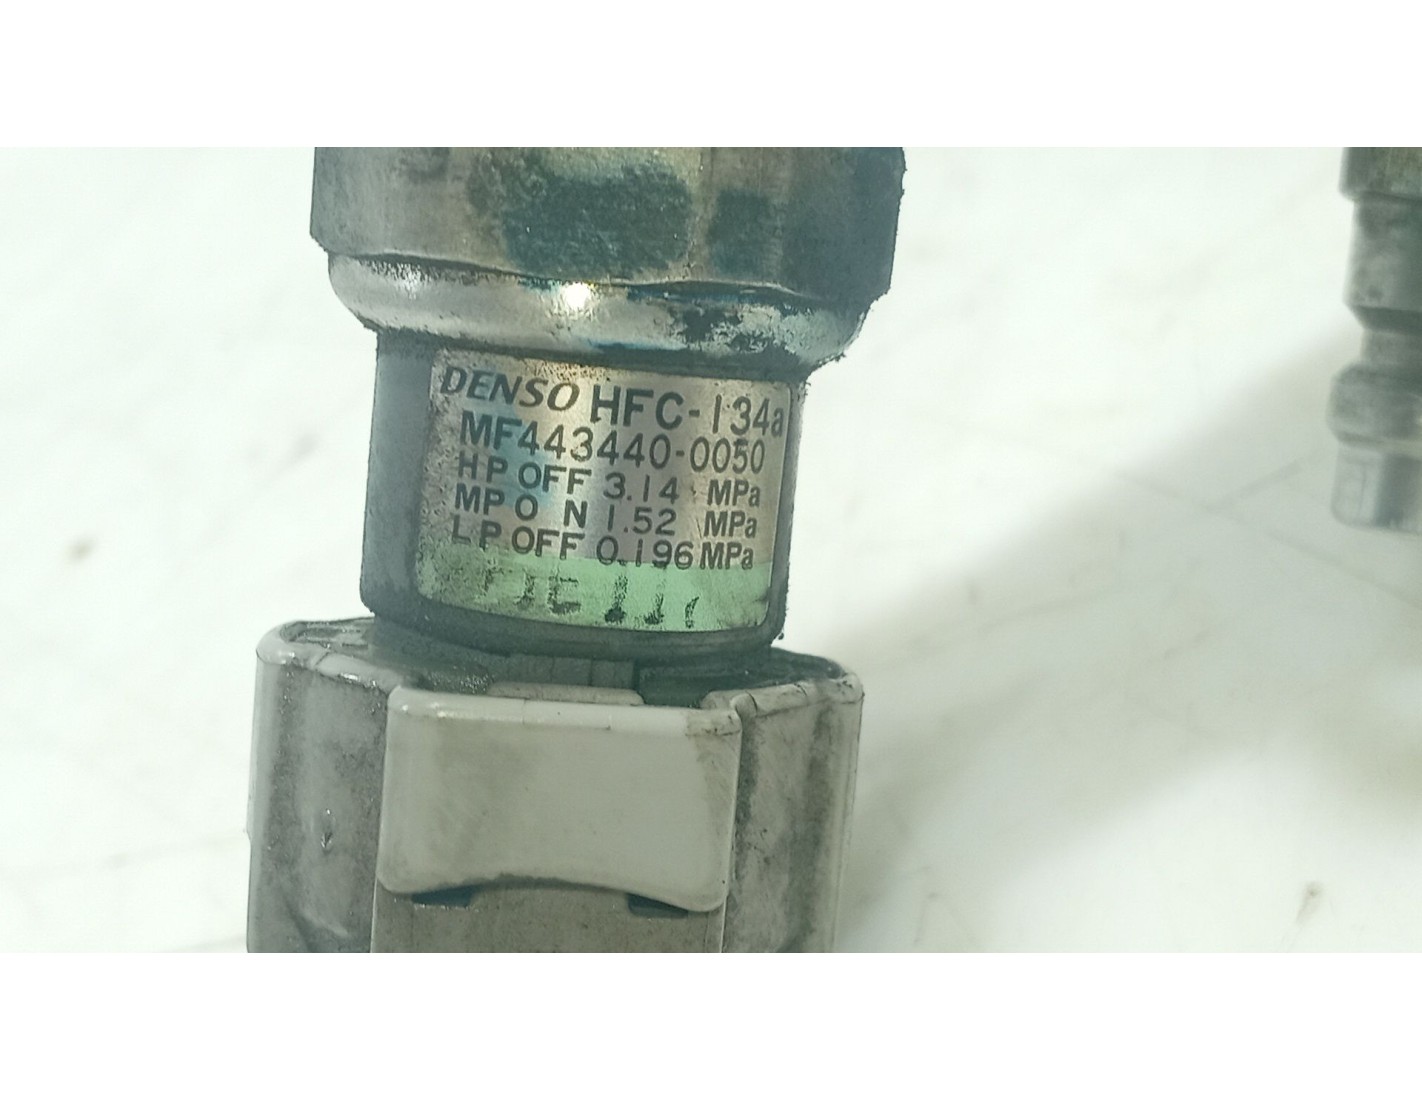 DENSO HFC-134a
MF443440-0050
HP OFF 3.14 MPa
MP O N 1.52 MPa
LP OFF 0.196 MPa